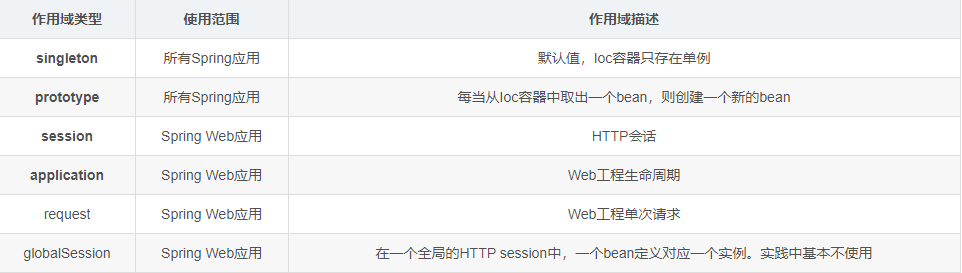 作用域类型 使用范围 作用域描述
singleton 所有Spring应用 默认值，Ioc容器只存在单例
prototype 所有Spring应用 每当从Ioc容器中取出一个bean，则创建一个新的bean
session Spring Web应用 HTTP会话
application Spring Web应用 Web工程生命周期
request Spring Web应用 Web工程单次请求
globalSession Spring Web应用 在一个全局的HTTP session中，一个bean定义对应一个实例。实践中基本不使用